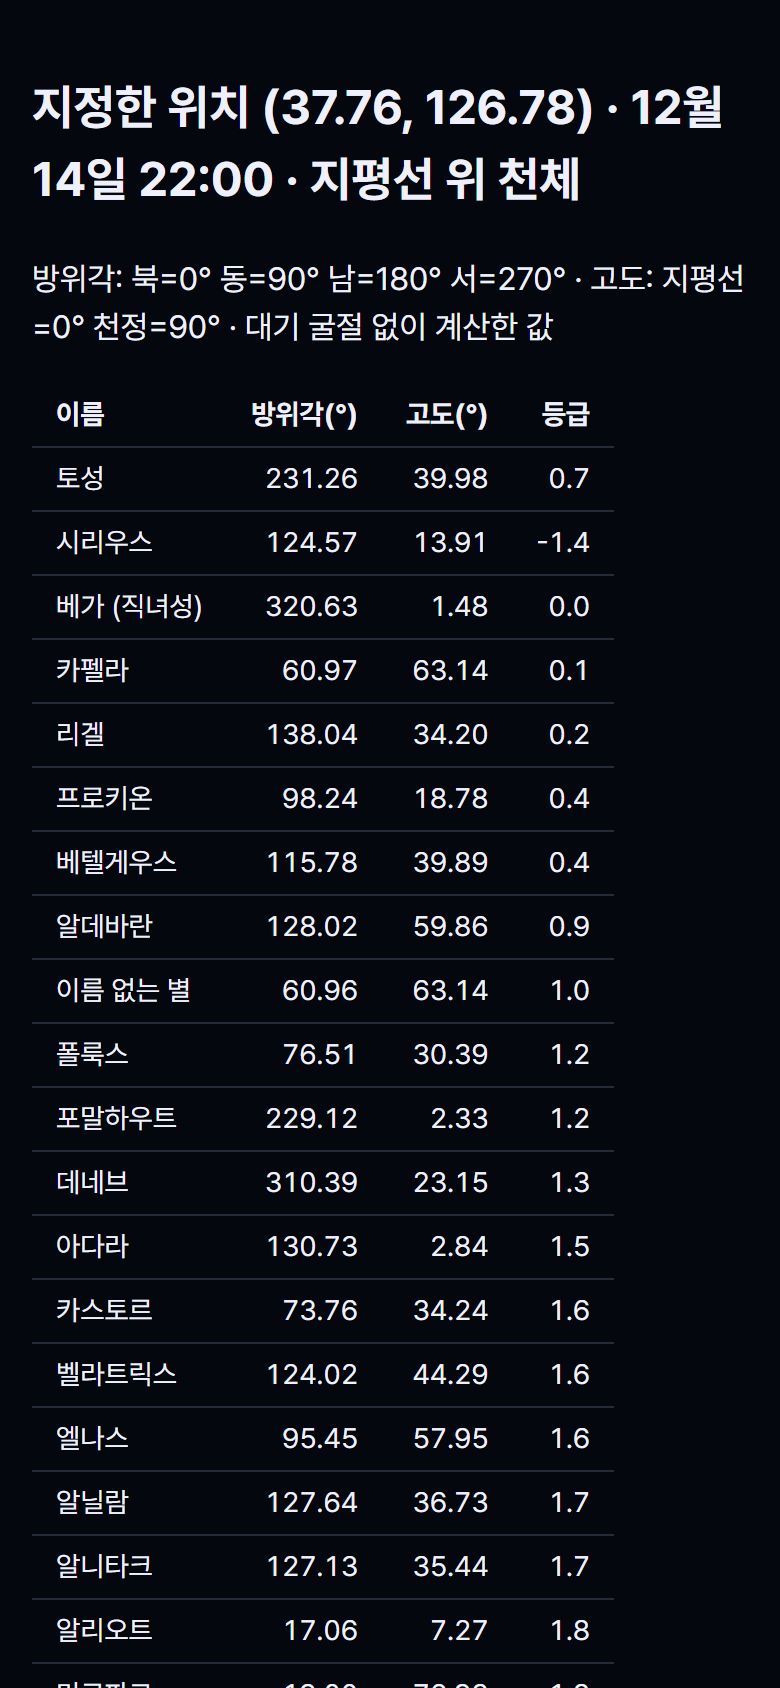 지정한 위치 (37.76, 126.78) · 12월
14일 22:00 · 지평선 위 천체
방위각: 북=0° 동=90° 남=180° 서=270° · 고도: 지평선
=0° 천정=90° · 대기 굴절 없이 계산한 값
이름 방위각(°) 고도(°) 등급
토성 231.26 39.98 0.7
시리우스 124.57 13.91 -1.4
베가 (직녀성) 320.63 1.48 0.0
카펠라 60.97 63.14 0.1
리겔 138.04 34.20 0.2
프로키온 98.24 18.78 0.4
베텔게우스 115.78 39.89 0.4
알데바란 128.02 59.86 0.9
이름 없는 별 60.96 63.14 1.0
폴룩스 76.51 30.39 1.2
포말하우트 229.12 2.33 1.2
데네브 310.39 23.15 1.3
아다라 130.73 2.84 1.5
카스토르 73.76 34.24 1.6
벨라트릭스 124.02 44.29 1.6
엘나스 95.45 57.95 1.6
알닐람 127.64 36.73 1.7
알니타크 127.13 35.44 1.7
알리오트 17.06 7.27 1.8